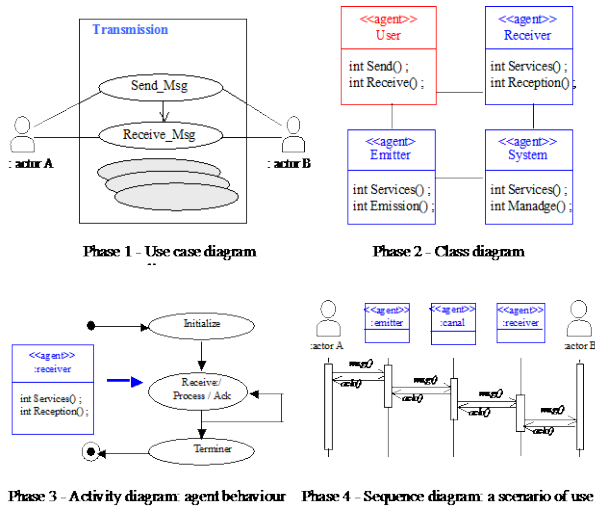 Transmission
Send_Msg
Receive_Msg
: actor A
: actor B
Phase 1 - Use case diagram
<<agent>>
User
int Send() ;
int Receive() ;
<<agent>>
Receiver
int Services() ;
int Reception() ;
<<agent>
Emitter
int Services() ;
int Emission() ;
<<agent>>
System
int Services() ;
int Manadge() ;
Phase 2 - Class diagram
Initialize
<<agent>>
:receiver
int Services() ;
int Reception() ;
Receive:/
Process / Ack
Terminer
Phase 3 - Activity diagram: agent behaviour
:actor A
<<agent>>
:emitter
<<agent>>
:canal
<<agent>>
:receiver
:actor B
msg()
ack()
msg()
ack()
msg()
ack()
msg()
ack()
Phase 4 - Sequence diagram: a scenario of use